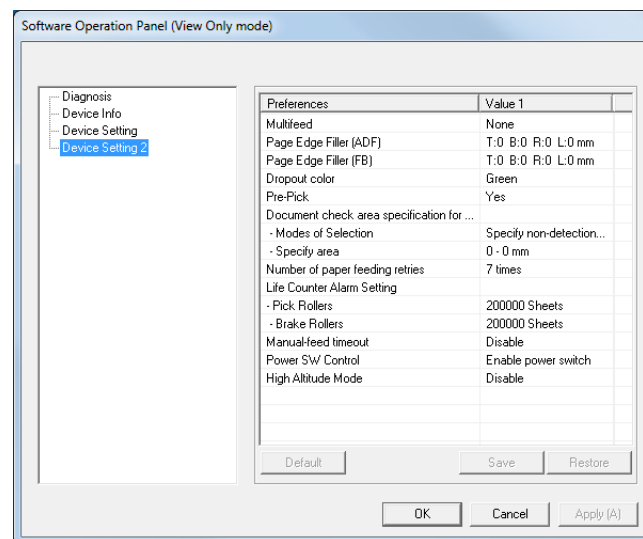 Software Operation Panel (View Only mode)
Diagnosis
Device Info
Device Setting
Device Setting 2
Preferences Value 1
Multifeed None
Page Edge Filler (ADF) T:0 B:0 R:0 L:0 mm
Page Edge Filler (FB) T:0 B:0 R:0 L:0 mm
Dropout color Green
Pre-Pick Yes
Document check area specification for ...
- Modes of Selection Specify non-detection...
- Specify area 0 - 0 mm
Number of paper feeding retries 7 times
Life Counter Alarm Setting
- Pick Rollers 200000 Sheets
- Brake Rollers 200000 Sheets
Manual-feed timeout Disable
Power SW Control Enable power switch
High Altitude Mode Disable
Default Save Restore
OK Cancel Apply (A)